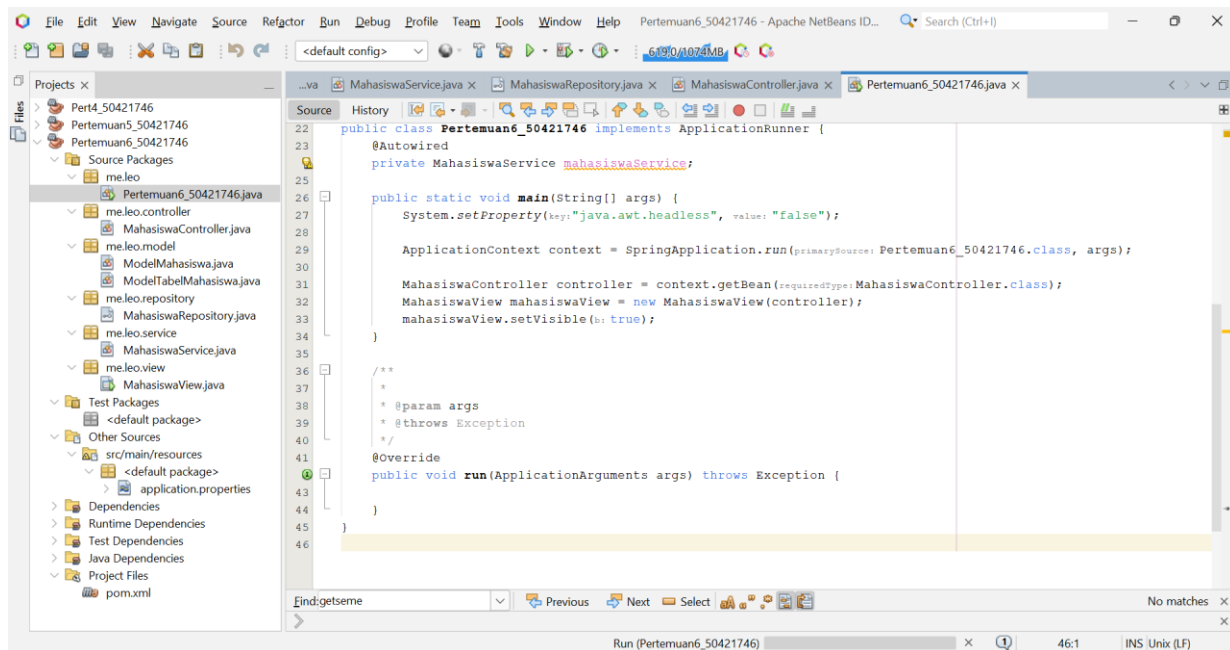 File Edit View Navigate Source Refactor Run Debug Profile Team Tools Window Help Pertemuan6_50421746 - Apache NetBeans ID... Search (Ctrl+I)
<default config> 619,0/1074MB
Projects
Files
Pert4_50421746
Pertemuan5_50421746
Pertemuan6_50421746
Source Packages
me.leo
Pertemuan6_50421746.java
me.leo.controller
MahasiswaController.java
me.leo.model
ModelMahasiswa.java
ModelTabelMahasiswa.java
me.leo.repository
MahasiswaRepository.java
me.leo.service
MahasiswaService.java
me.leo.view
MahasiswaView.java
Test Packages
<default package>
Other Sources
src/main/resources
<default package>
application.properties
Dependencies
Runtime Dependencies
Test Dependencies
Java Dependencies
Project Files
pom.xml
...va MahasiswaService.java MahasiswaRepository.java MahasiswaController.java Pertemuan6_50421746.java
Source History
22 public class Pertemuan6_50421746 implements ApplicationRunner {
23 @Autowired
private MahasiswaService mahasiswaService;
25
26 public static void main(String[] args) {
27 System.setProperty(key:"java.awt.headless", value: "false");
28
29 ApplicationContext context = SpringApplication.run(primarySource: Pertemuan6_50421746.class, args);
30
31 MahasiswaController controller = context.getBean(requiredType: MahasiswaController.class);
32 MahasiswaView mahasiswaView = new MahasiswaView(controller);
33 mahasiswaView.setVisible(b: true);
34 }
35
36 /**
37 *
38 * @param args
39 * @throws Exception
40 */
41 @Override
public void run(ApplicationArguments args) throws Exception {
43
44 }
45 }
46
Find:getseme Previous Next Select No matches
Run (Pertemuan6_50421746) 1 46:1 INS Unix (LF)